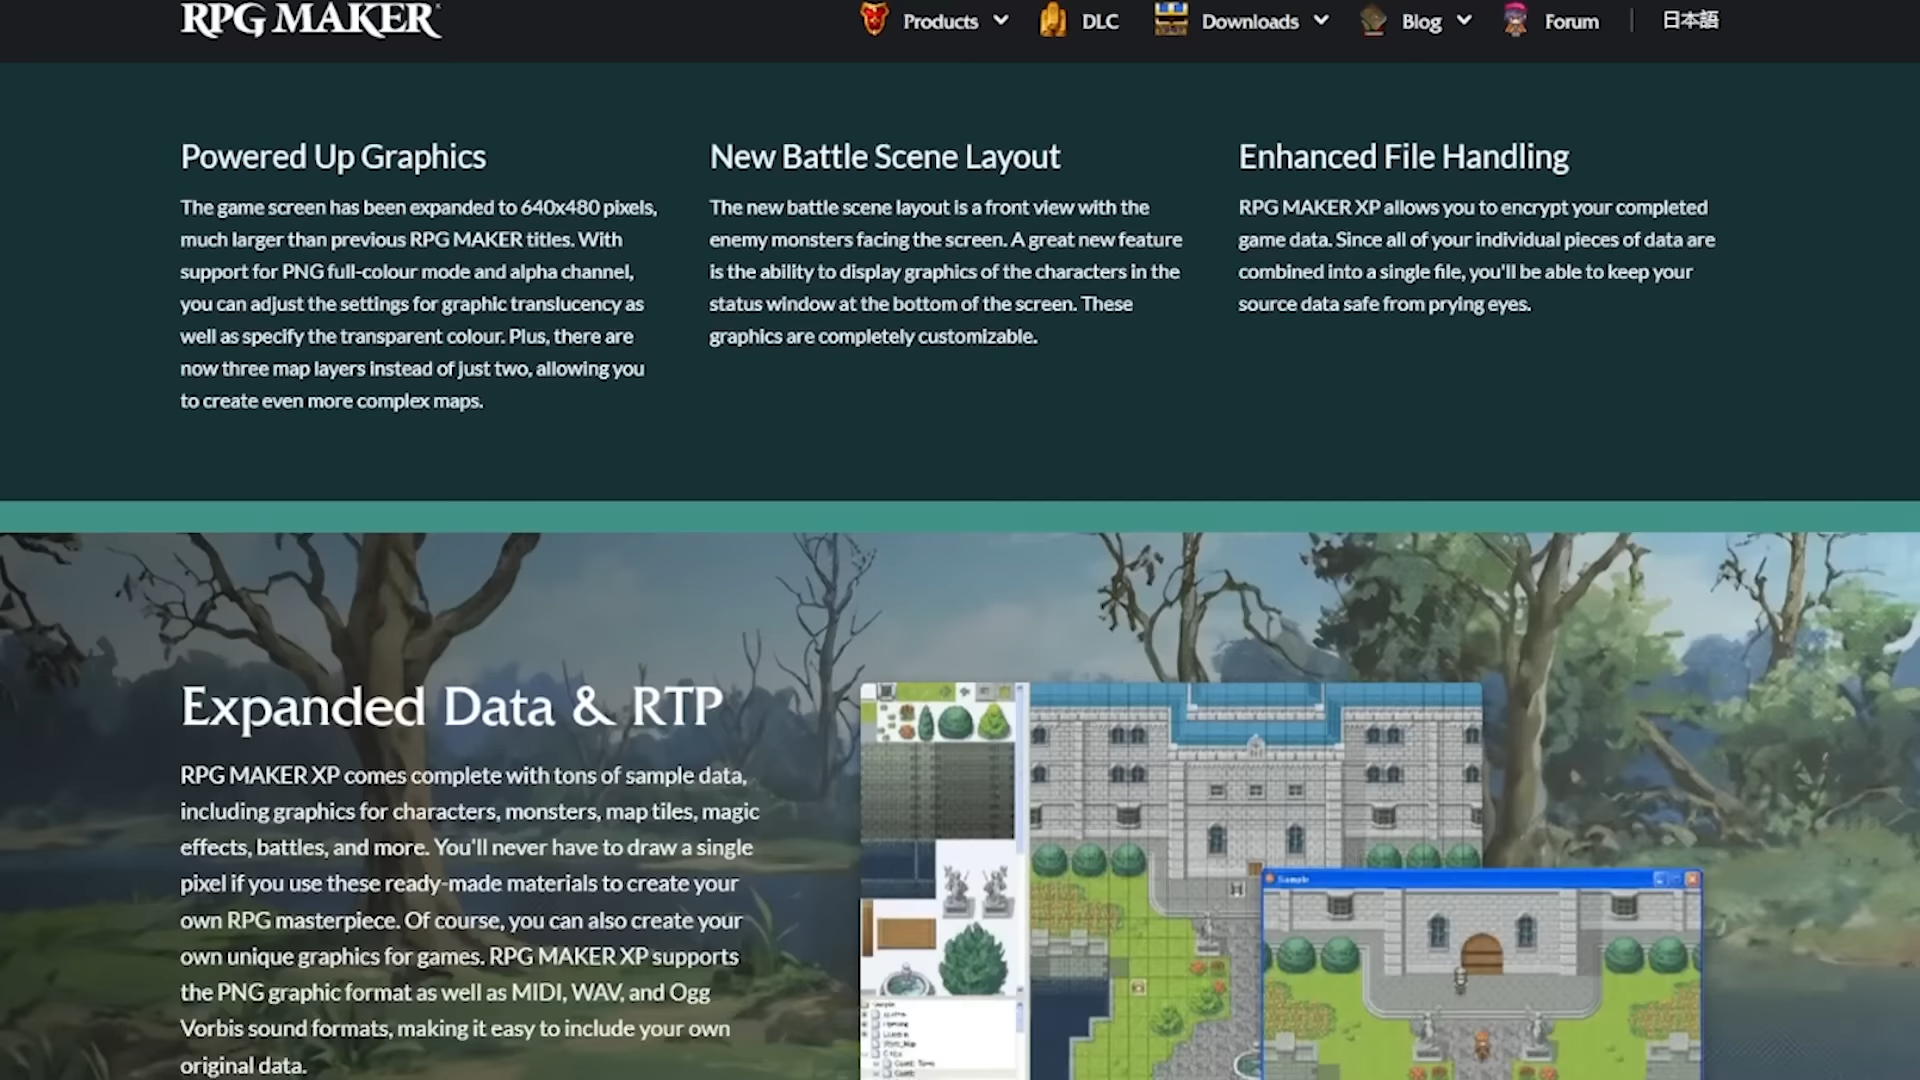 RPG MAKER
Products
DLC
Downloads
Blog
Forum
日本語
Powered Up Graphics
The game screen has been expanded to 640x480 pixels,
much larger than previous RPG MAKER titles. With
support for PNG full-colour mode and alpha channel,
you can adjust the settings for graphic translucency as
well as specify the transparent colour. Plus, there are
now three map layers instead of just two, allowing you
to create even more complex maps.
New Battle Scene Layout
The new battle scene layout is a front view with the
enemy monsters facing the screen. A great new feature
is the ability to display graphics of the characters in the
status window at the bottom of the screen. These
graphics are completely customizable.
Enhanced File Handling
RPG MAKER XP allows you to encrypt your completed
game data. Since all of your individual pieces of data are
combined into a single file, you'll be able to keep your
source data safe from prying eyes.
Expanded Data & RTP
RPG MAKER XP comes complete with tons of sample data,
including graphics for characters, monsters, map tiles, magic
effects, battles, and more. You'll never have to draw a single
pixel if you use these ready-made materials to create your
own RPG masterpiece. Of course, you can also create your
own unique graphics for games. RPG MAKER XP supports
the PNG graphic format as well as MIDI, WAV, and Ogg
Vorbis sound formats, making it easy to include your own
original data.
Sample